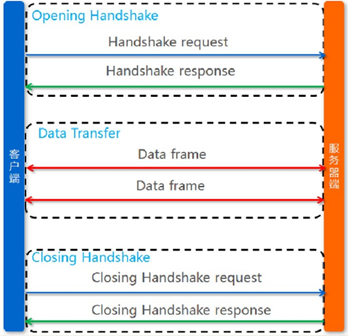 Opening Handshake
Handshake request
Handshake response
客户端
服务器端
Data Transfer
Data frame
Data frame
Closing Handshake
Closing Handshake request
Closing Handshake response